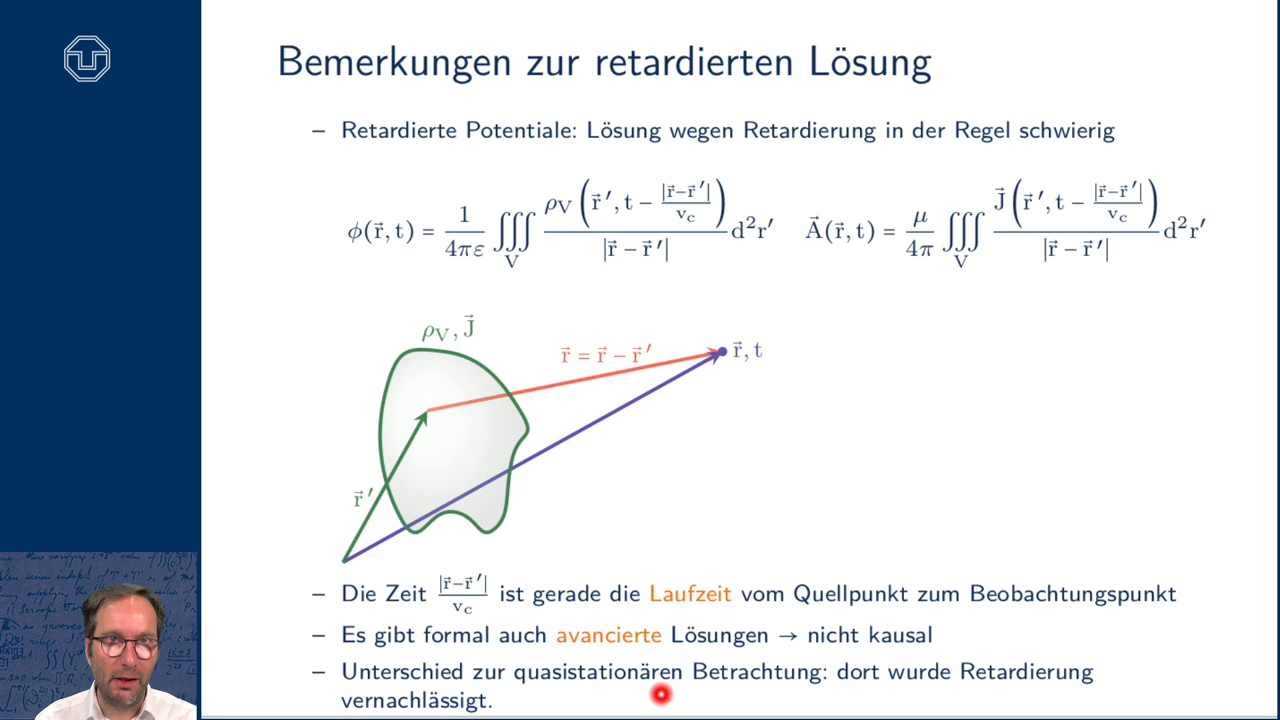 Bemerkungen zur retardierten Lösung
– Retardierte Potentiale: Lösung wegen Retardierung in der Regel schwierig
ϕ(r⃗, t) = 1/(4πε) ∭_V ρ_V(r⃗′, t − |r⃗−r⃗′|/v_c) / |r⃗ − r⃗′| d²r′   A⃗(r⃗, t) = μ/(4π) ∭_V J⃗(r⃗′, t − |r⃗−r⃗′|/v_c) / |r⃗ − r⃗′| d²r′
ρ_V, J⃗
r⃗ = r⃗ − r⃗′
r⃗, t
r⃗′
– Die Zeit |r⃗−r⃗′|/v_c ist gerade die Laufzeit vom Quellpunkt zum Beobachtungspunkt
– Es gibt formal auch avancierte Lösungen → nicht kausal
– Unterschied zur quasistationären Betrachtung: dort wurde Retardierung
vernachlässigt.